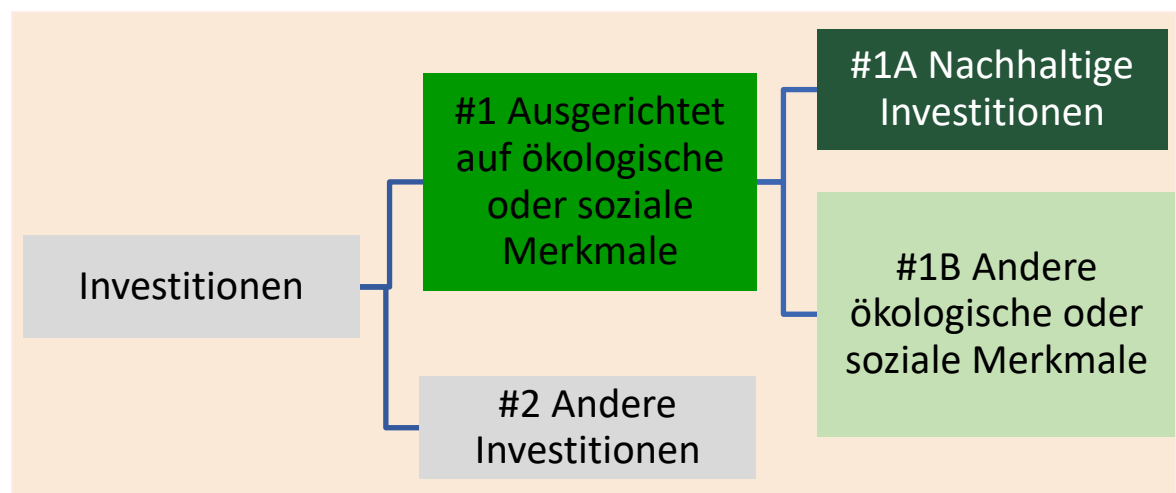 Investitionen
#1 Ausgerichtet
auf ökologische
oder soziale
Merkmale
#2 Andere
Investitionen
#1A Nachhaltige
Investitionen
#1B Andere
ökologische oder
soziale Merkmale